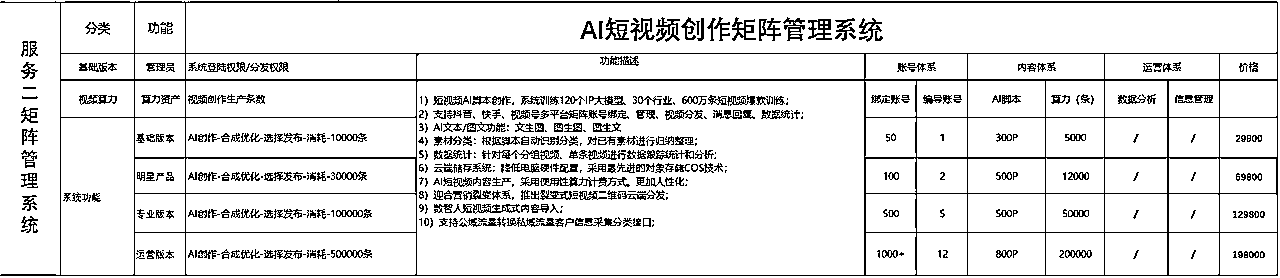 服务二矩阵管理系统
分类 功能 AI短视频创作矩阵管理系统
基础版本 管理员 系统登陆权限/分发权限 功能描述 账号体系 内容体系 运营体系 价格
视频算力 算力资产 视频创作生产条数 绑定账号 编导账号 AI脚本 算力（条） 数据分析 信息管理
1）短视频AI脚本创作，系统训练120个IP大模型、30个行业、600万条短视频爆款训练；
2）支持抖音、快手、视频号多平台矩阵账号绑定、管理、视频分发、消息回复、数据统计；
3）AI文本/图文功能：文生图、图生图、图生文
4）素材分类：根据脚本自动识别分类，对已有素材进行归纳整理；
5）数据统计：针对每个分组视频、单条视频进行数据跟踪统计和分析；
6）云端储存系统：降低电脑硬件配置，采用最先进的对象存储COS技术；
7）AI短视频内容生产，采用使用性算力计费方式。更加人性化；
8）迎合营销裂变体系，推出裂变式短视频二维码云端分发；
9）数智人短视频生成式内容导入；
10）支持公域流量转换私域流量客户信息采集分类接口；
系统功能
基础版本 AI创作-合成优化-选择发布-消耗-10000条 50 1 300P 5000 / / 29800
明星产品 AI创作-合成优化-选择发布-消耗-30000条 100 2 500P 12000 / / 69800
专业版本 AI创作-合成优化-选择发布-消耗-100000条 500 5 500P 50000 / / 129800
运营版本 AI创作-合成优化-选择发布-消耗-500000条 1000+ 12 800P 200000 / / 198000